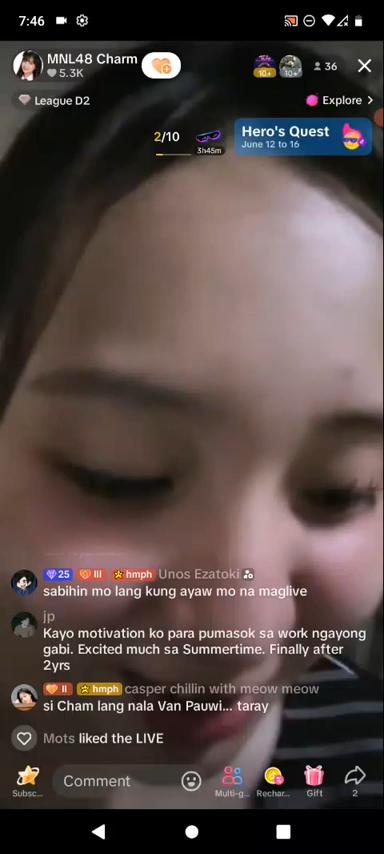 7:46
MNL48 Charm
5.3K
10+
10+
36
League D2
Explore
2/10
3h45m
Hero's Quest
June 12 to 16
25 III hmph Unos Ezatoki
sabihin mo lang kung ayaw mo na maglive
jp
Kayo motivation ko para pumasok sa work ngayong
gabi. Excited much sa Summertime. Finally after
2yrs
II hmph casper chillin with meow meow
si Cham lang nala Van Pauwi... taray
Mots liked the LIVE
Comment
Subsc...
Multi-g...
Rechar...
Gift
2